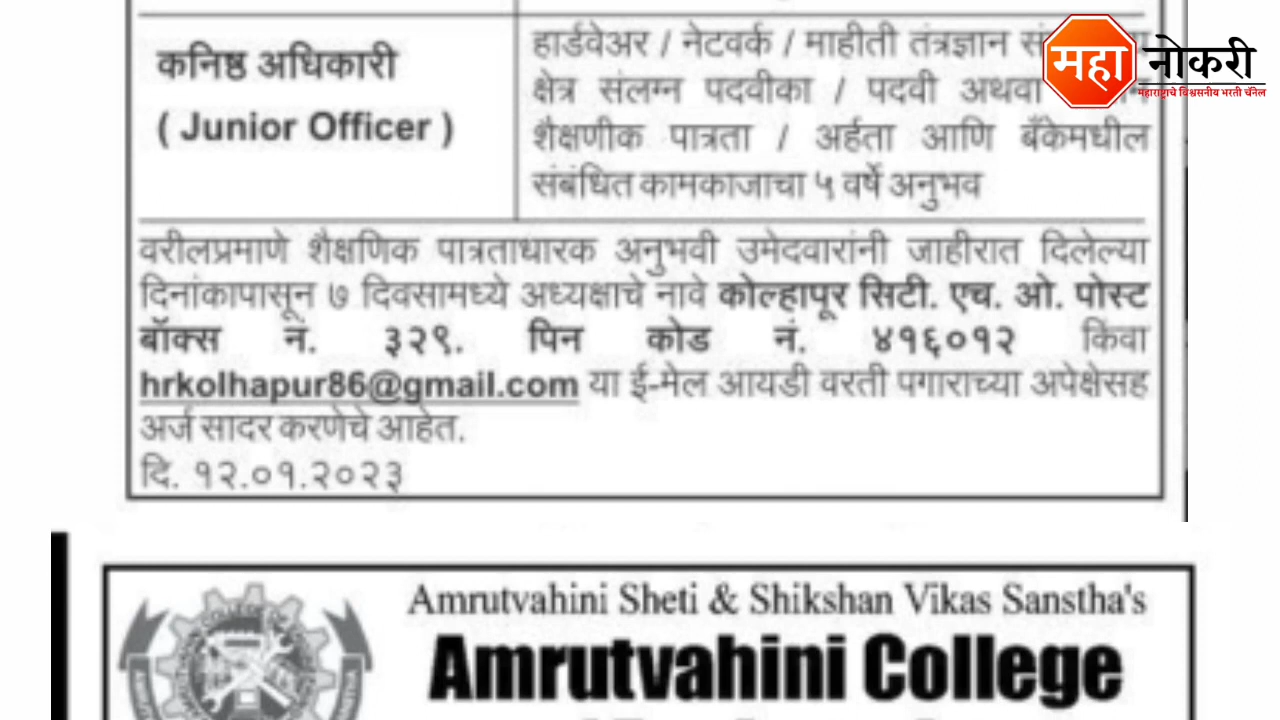 कनिष्ठ अधिकारी
( Junior Officer )
हार्डवेअर / नेटवर्क / माहीती तंत्रज्ञान
क्षेत्र संलग्न पदवीका / पदवी अथवा
शैक्षणीक पात्रता / अर्हता आणि बँकेमधील
संबंधित कामकाजाचा ५ वर्षे अनुभव
महा नोकरी
महाराष्ट्राचे विश्वसनीय भरती चॅनेल
वरीलप्रमाणे शैक्षणिक पात्रताधारक अनुभवी उमेदवारांनी जाहीरात दिलेल्या
दिनांकापासून ७ दिवसामध्ये अध्यक्षाचे नावे कोल्हापूर सिटी. एच. ओ. पोस्ट
बॉक्स नं. ३२९. पिन कोड नं. ४१६०१२ किंवा
hrkolhapur86@gmail.com या ई-मेल आयडी वरती पगाराच्या अपेक्षेसह
अर्ज सादर करणेचे आहेत.
दि. १२.०१.२०२३
Amrutvahini Sheti & Shikshan Vikas Sanstha's
Amrutvahini College